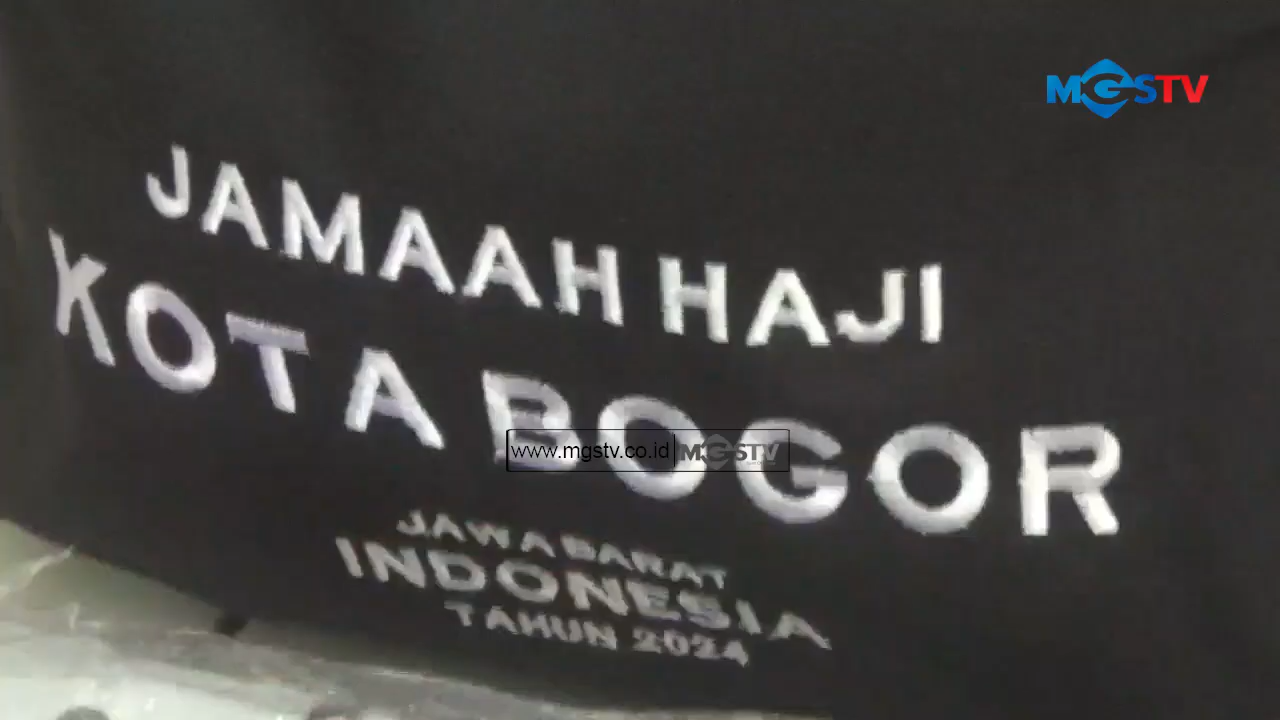 MGSTV
JAMAAH HAJI
KOTA BOGOR
www.mgstv.co.id MGSTV
JAWA BARAT
INDONESIA
TAHUN 2024